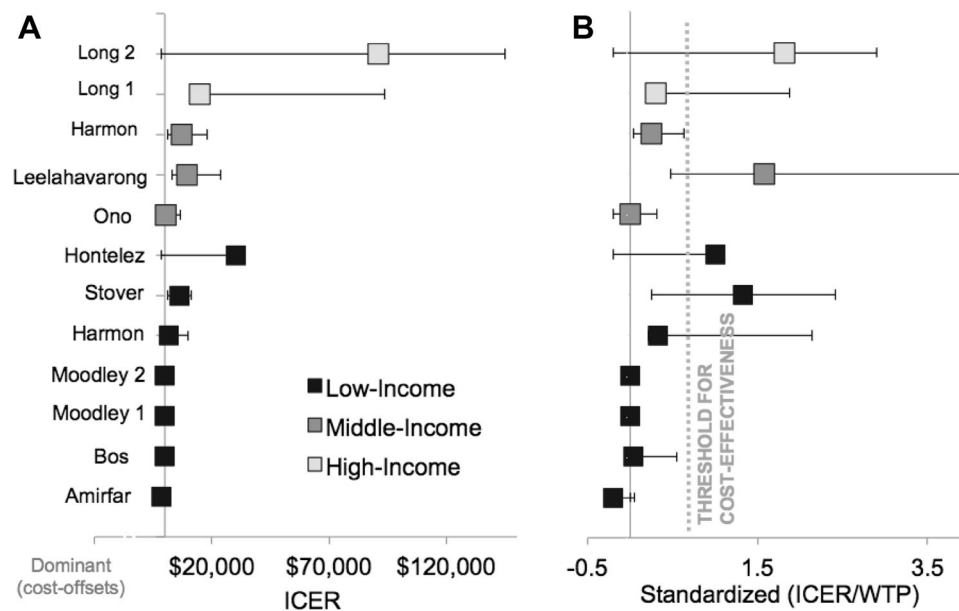 A
B
Long 2
Long 1
Harmon
Leelahavarong
Ono
Hontelez
Stover
Harmon
Moodley 2
Moodley 1
Bos
Amirfar
Low-Income
Middle-Income
High-Income
THRESHOLD FOR
COST-EFFECTIVENESS
Dominant
(cost-offsets)
$20,000
$70,000
$120,000
ICER
-0.5
1.5
3.5
Standardized (ICER/WTP)